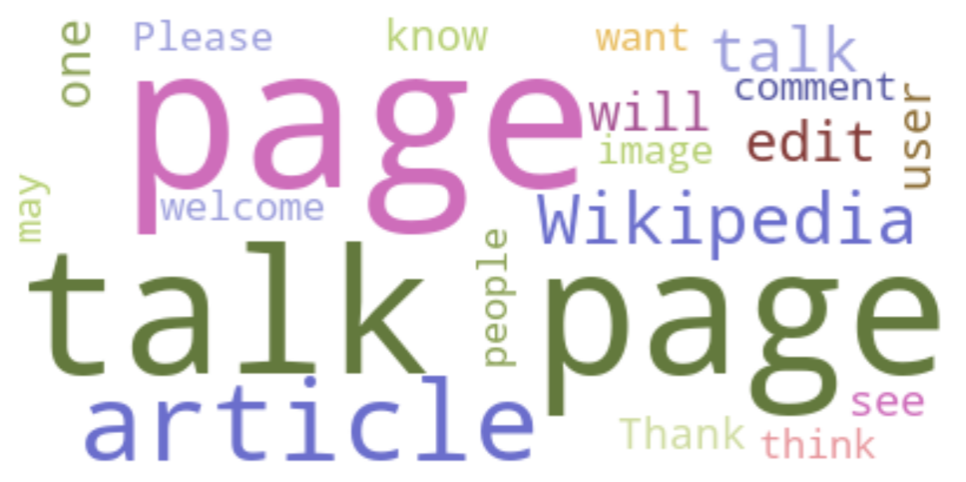 one
Please
know
want
talk
page
will
comment
image
edit
user
may
welcome
Wikipedia
talk page
people
article
see
Thank
think